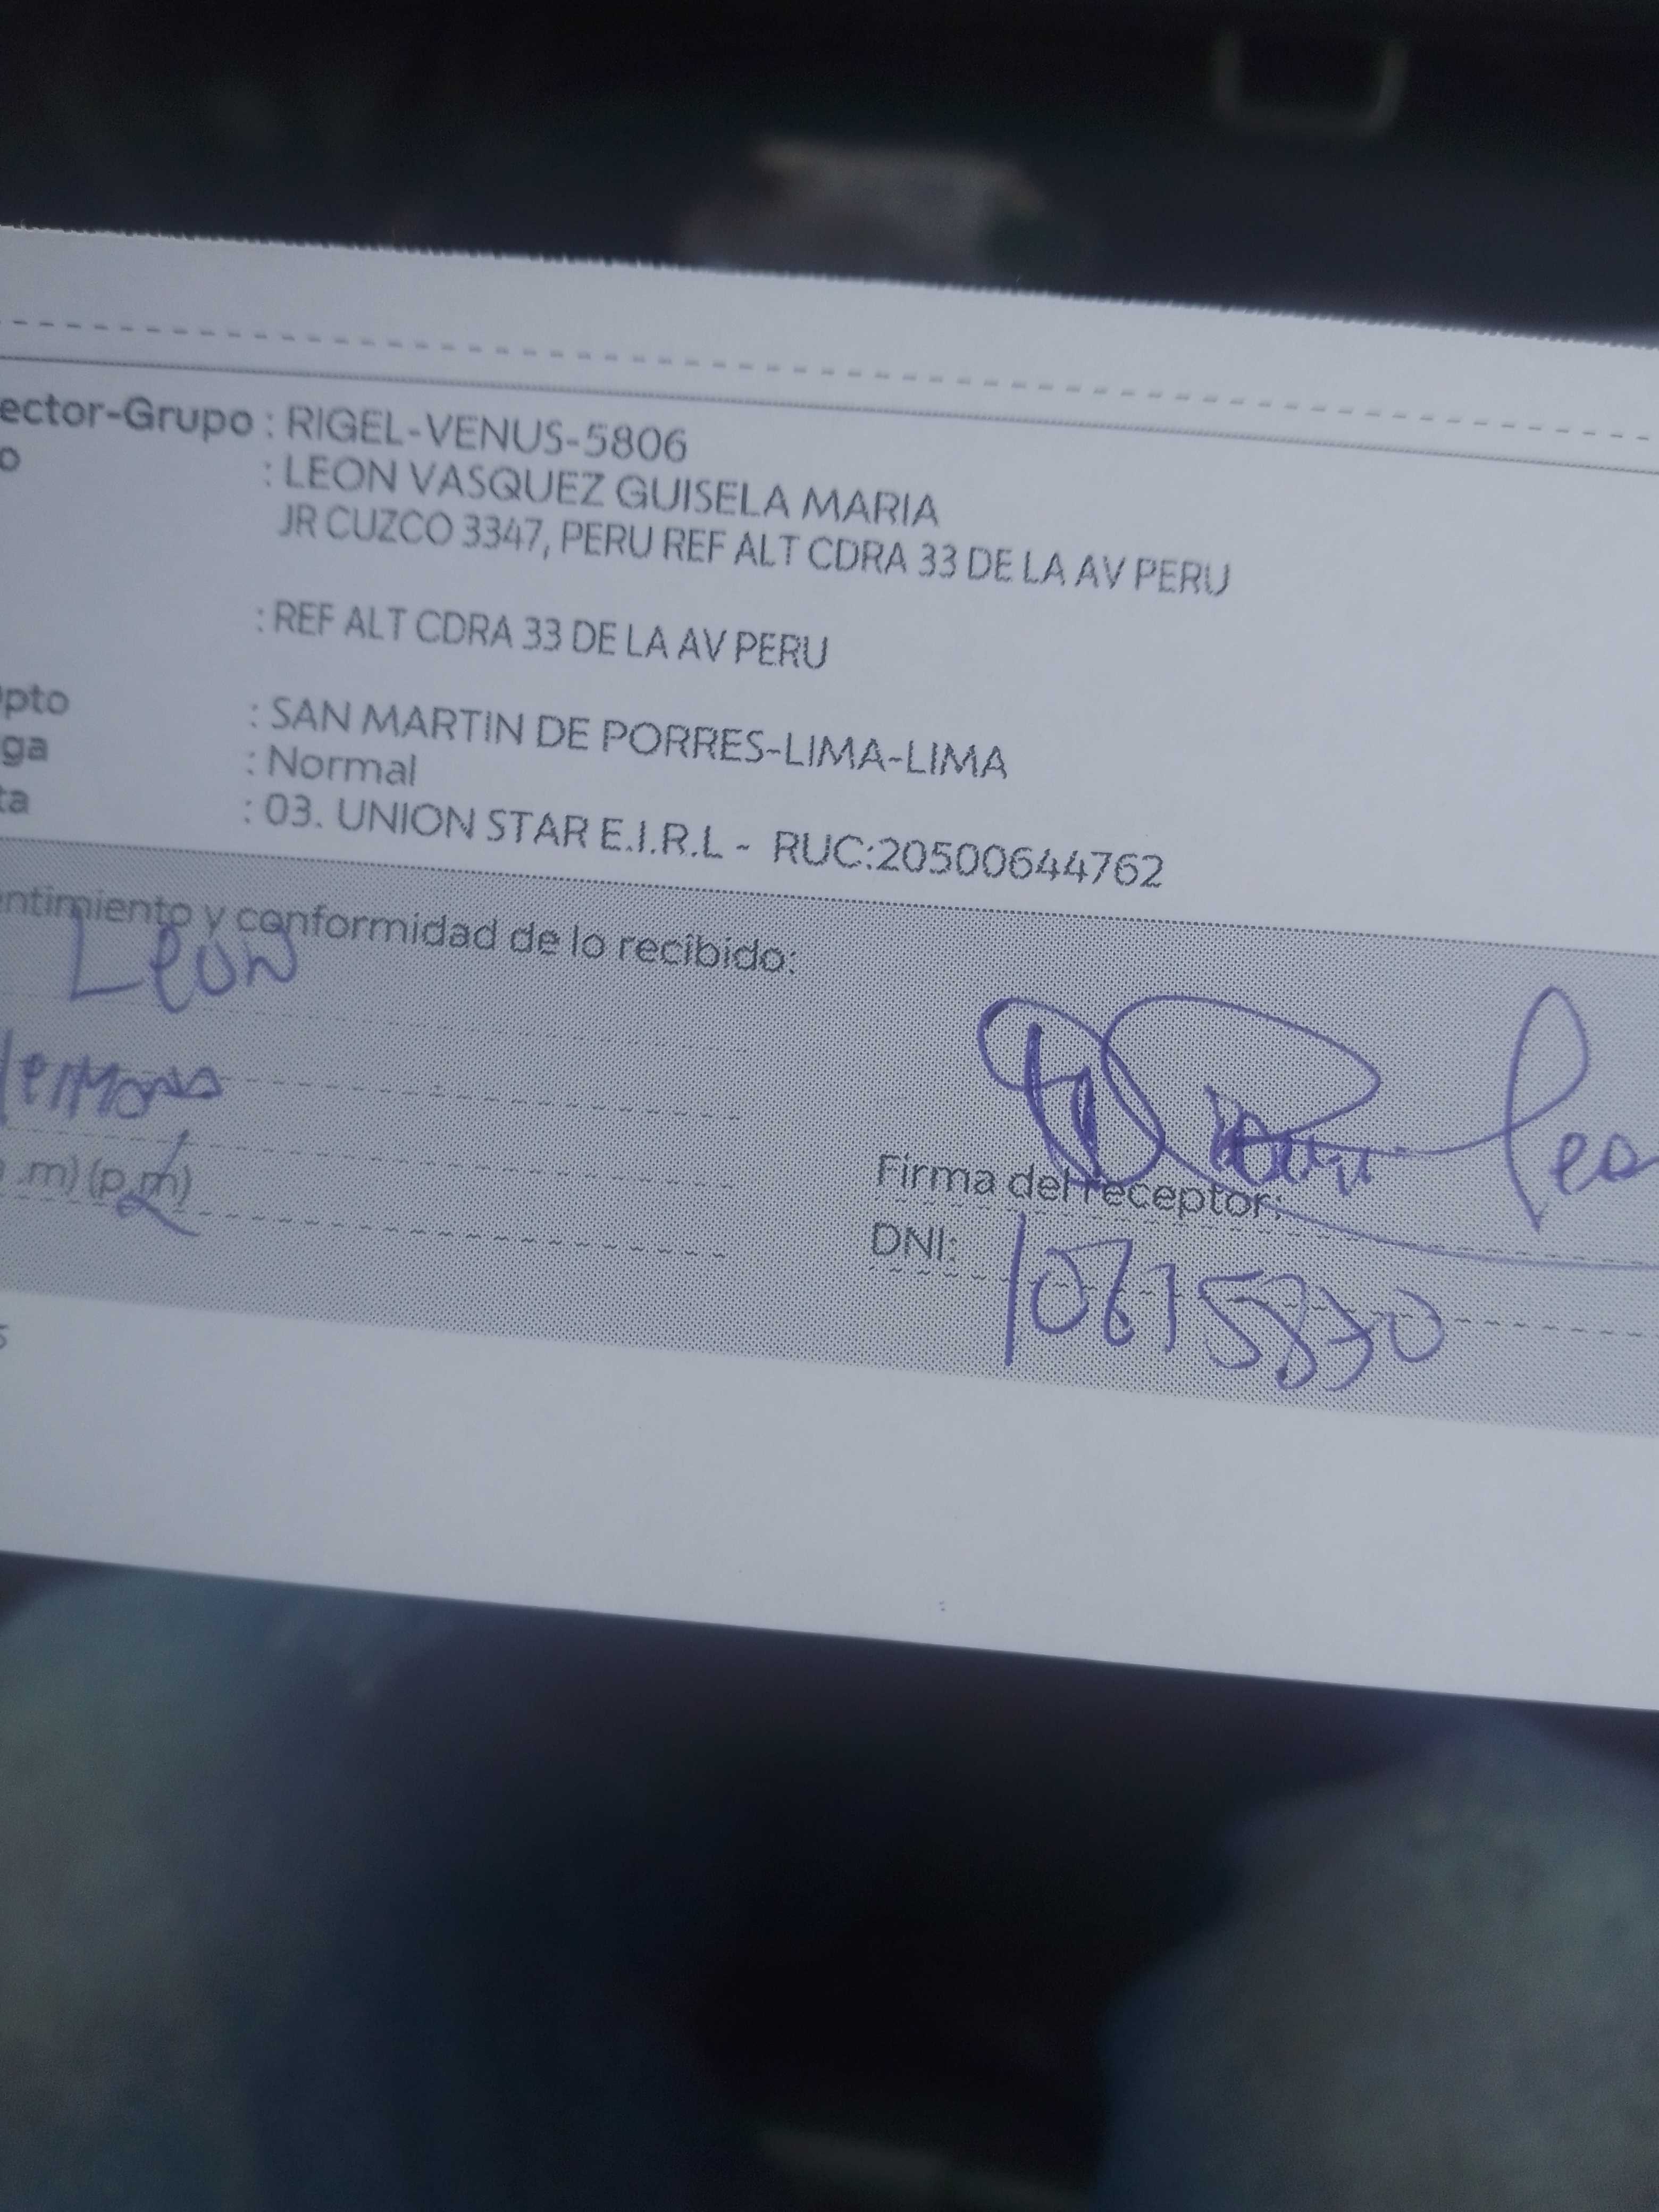 ector-Grupo : RIGEL-VENUS-5806
o : LEON VASQUEZ GUISELA MARIA
JR CUZCO 3347, PERU REF ALT CDRA 33 DE LA AV PERU
: REF ALT CDRA 33 DE LA AV PERU
pto : SAN MARTIN DE PORRES-LIMA-LIMA
ga : Normal
ta : 03. UNION STAR E.I.R.L - RUC:20500644762
ntimiento y conformidad de lo recibido:
Leon
.m) (p.m)
Firma del receptor:
DNI: 10675870